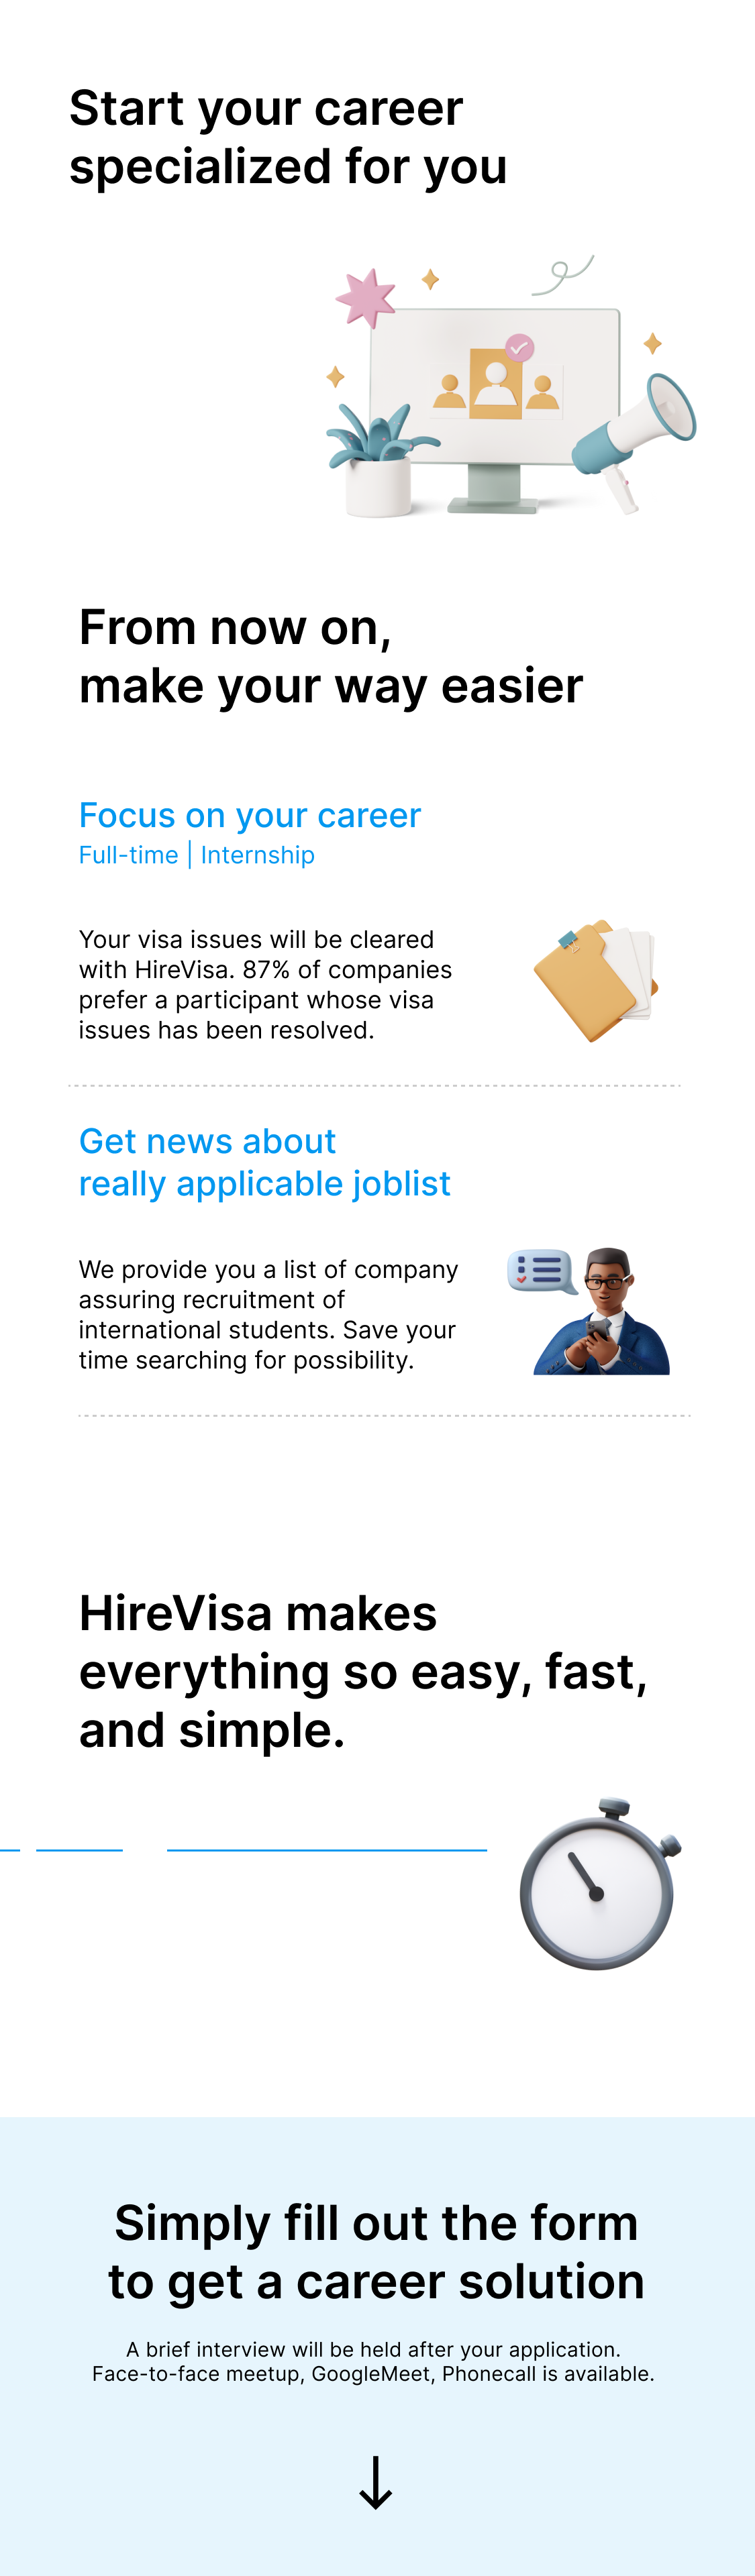 Start your career
specialized for you
From now on,
make your way easier
Focus on your career
Full-time | Internship
Your visa issues will be cleared
with HireVisa. 87% of companies
prefer a participant whose visa
issues has been resolved.
Get news about
really applicable joblist
We provide you a list of company
assuring recruitment of
international students. Save your
time searching for possibility.
HireVisa makes
everything so easy, fast,
and simple.
Simply fill out the form
to get a career solution
A brief interview will be held after your application.
Face-to-face meetup, GoogleMeet, Phonecall is available.